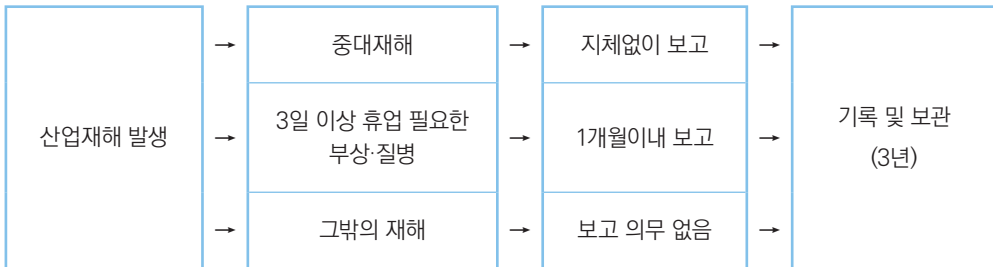 산업재해 발생
→
중대재해
→
지체없이 보고
→
→
3일 이상 휴업 필요한
부상·질병
→
1개월이내 보고
→
→
그밖의 재해
→
보고 의무 없음
→
기록 및 보관
(3년)